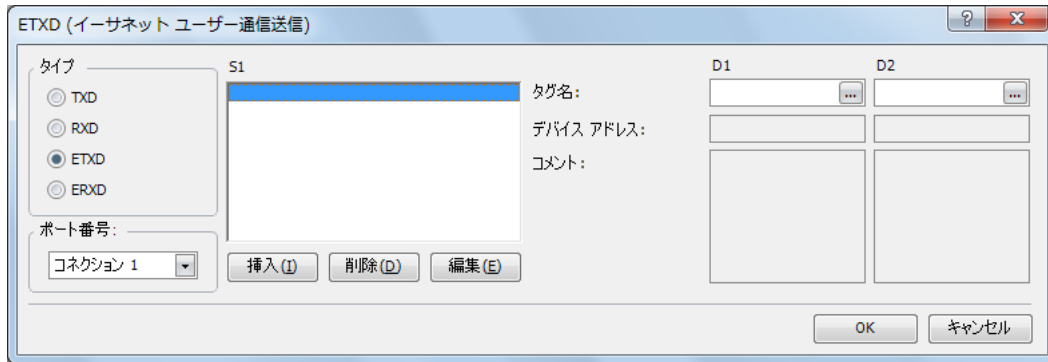 ETXD (イーサネット ユーザー通信送信)
タイプ
TXD
RXD
ETXD
ERXD
ポート番号:
コネクション 1
S1
挿入(I)
削除(D)
編集(E)
D1
D2
タグ名:
...
...
デバイス アドレス:
コメント:
OK
キャンセル